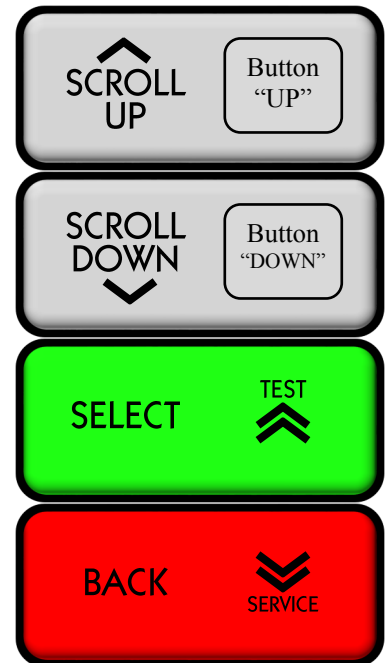 SCROLL
UP
Button
“UP”
SCROLL
DOWN
Button
“DOWN”
SELECT
TEST
BACK
SERVICE